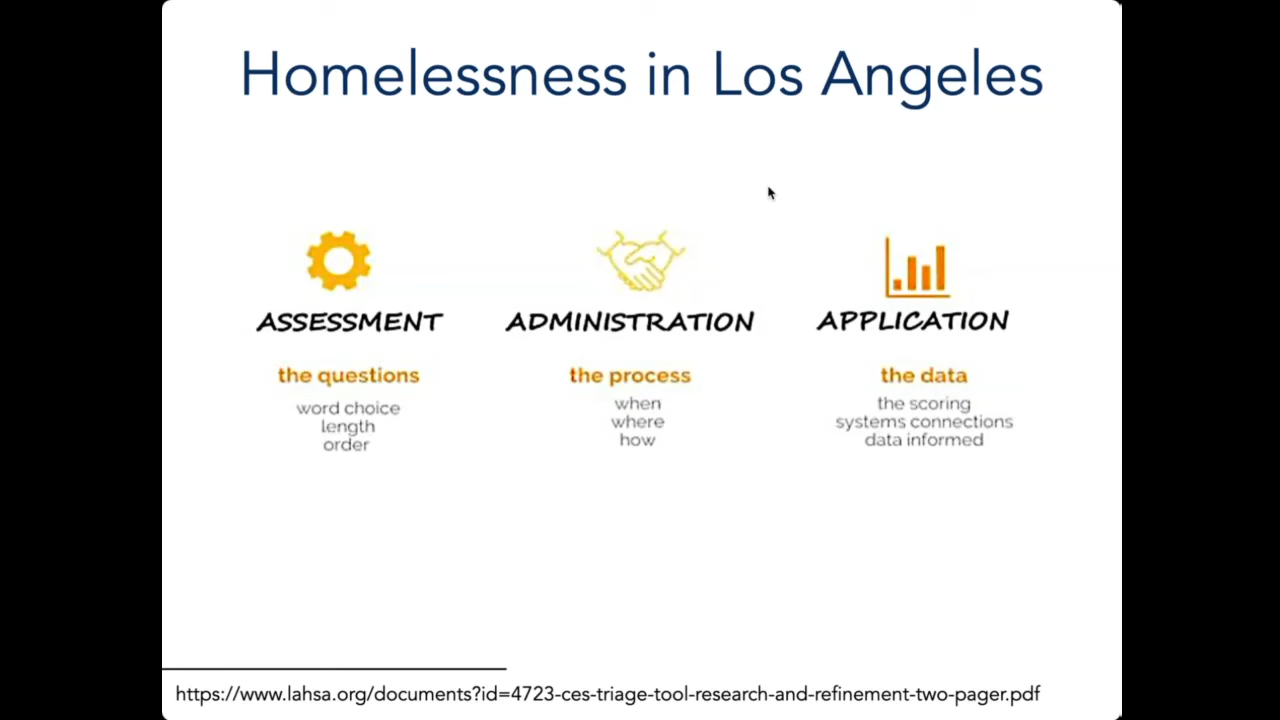 Homelessness in Los Angeles
ASSESSMENT
the questions
word choice
length
order
ADMINISTRATION
the process
when
where
how
APPLICATION
the data
the scoring
systems connections
data informed
https://www.lahsa.org/documents?id=4723-ces-triage-tool-research-and-refinement-two-pager.pdf